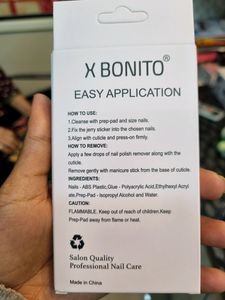 X BONITO®
EASY APPLICATION
HOW TO USE:
1.Cleanse with prep-pad and size nails.
2.Fix the jerry sticker into the chosen nails.
3.Align with cuticle and press-on firmly.
HOW TO REMOVE:
Apply a few drops of nail polish remover along with the
cuticle.
Remove gently with manicure stick from the base of cuticle.
INGREDIENTS:
Nails - ABS Plastic,Glue - Polyacrylic Acid,Ethylhexyl Acryl
ate,Prep-Pad - Isopropyl Alcohol and Water.
CAUTION:
FLAMMABLE. Keep out of reach of children.Keep
Prep-Pad away from flame or heat.
Salon Quality
Professional Nail Care
Made in China